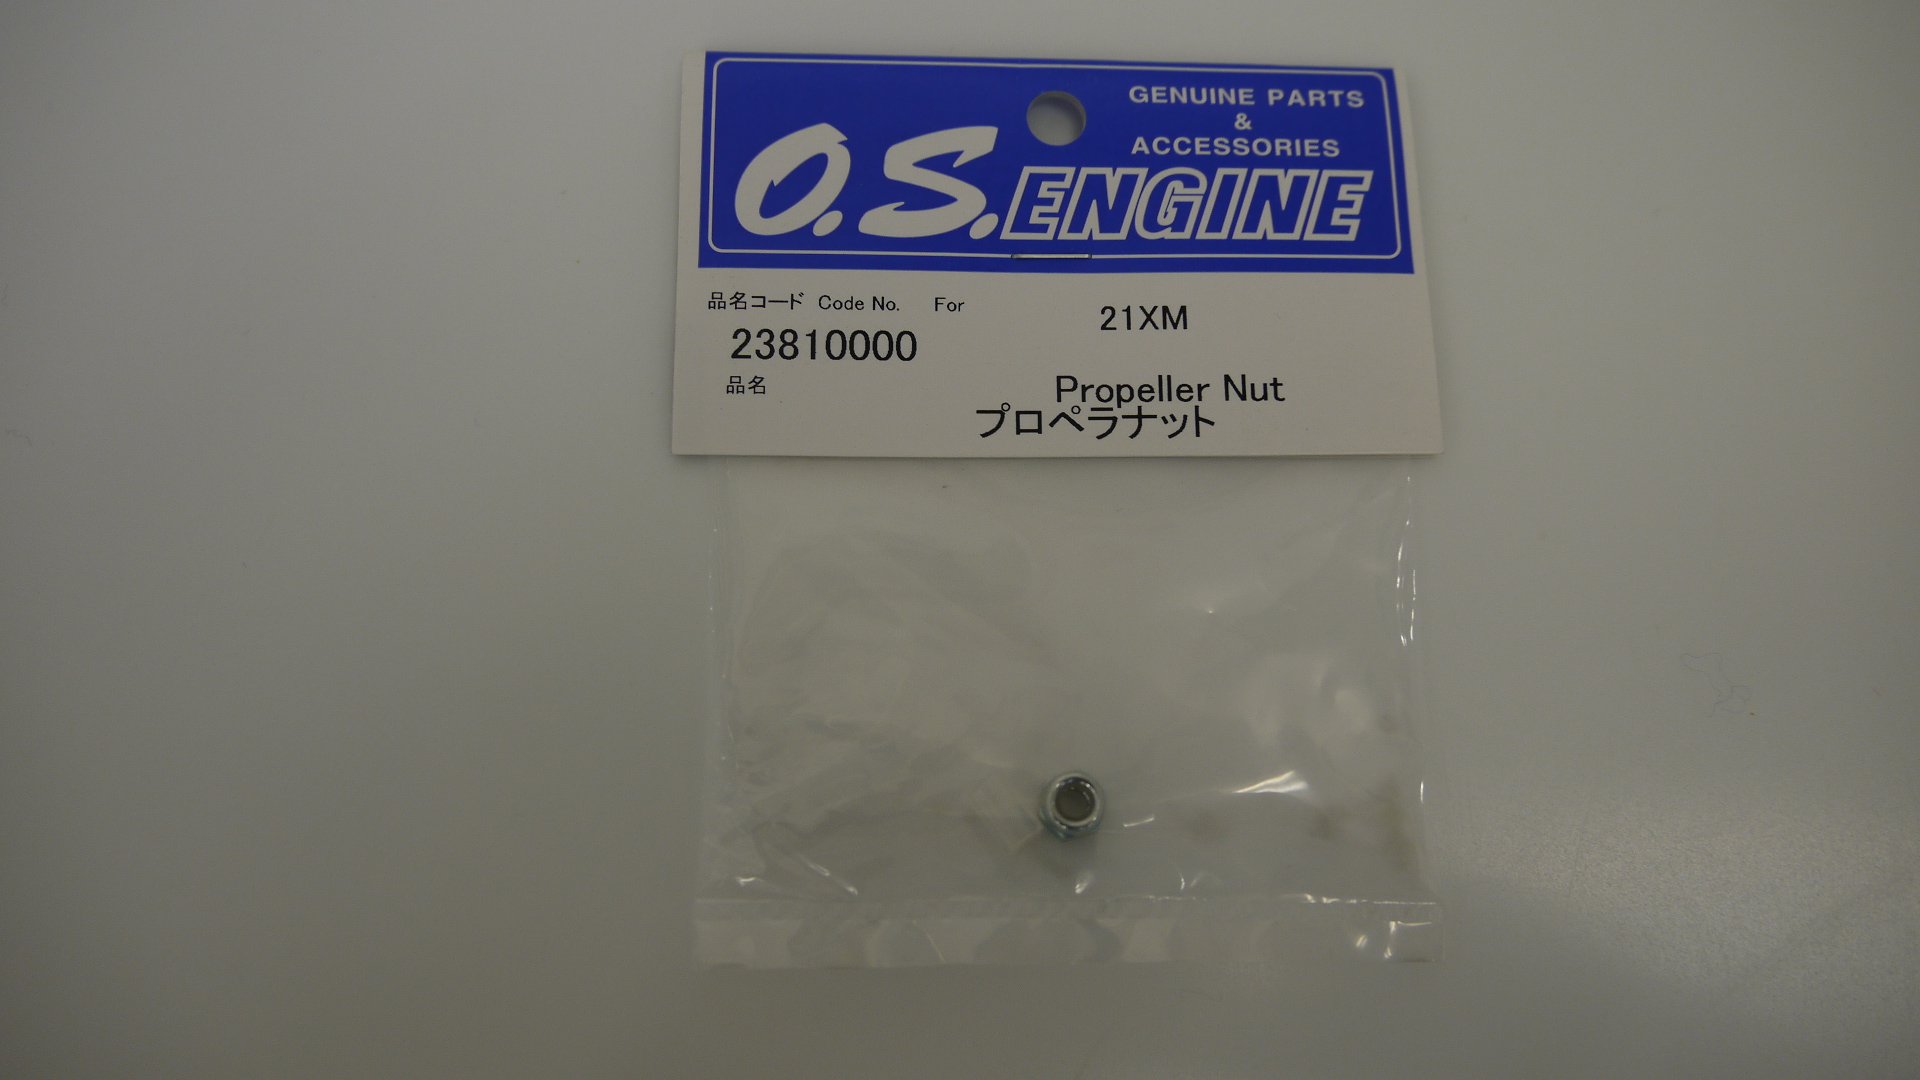 GENUINE PARTS
&
ACCESSORIES
O.S.ENGINE
品名コード Code No. For
21XM
23810000
品名
Propeller Nut
プロペラナット